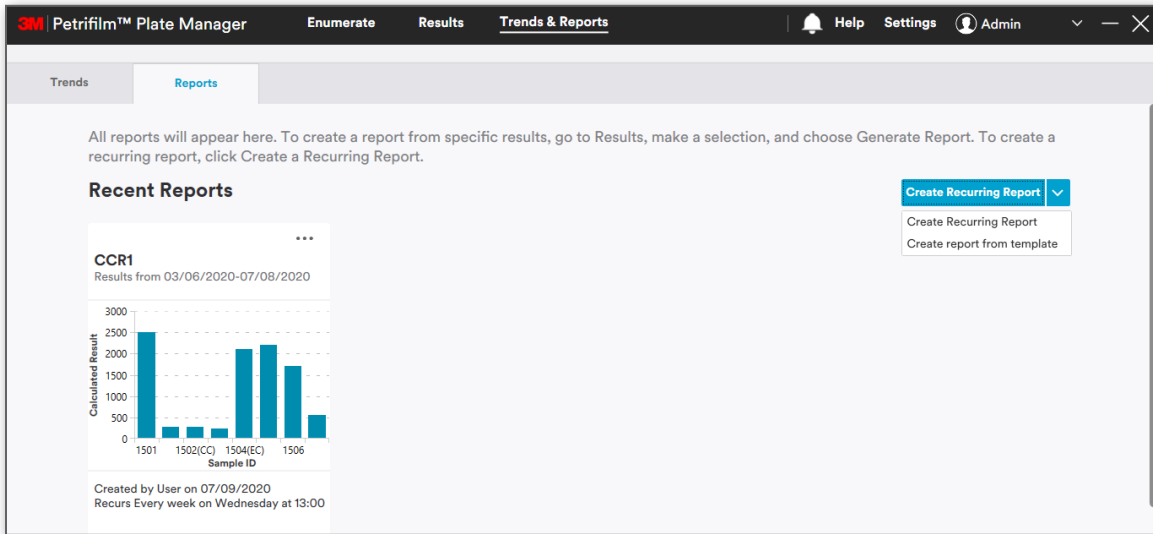 3M Petrifilm™ Plate Manager Enumerate Results Trends & Reports Help Settings Admin
Trends Reports
All reports will appear here. To create a report from specific results, go to Results, make a selection, and choose Generate Report. To create a
recurring report, click Create a Recurring Report.
Recent Reports
Create Recurring Report
Create Recurring Report
Create report from template
CCR1
Results from 03/06/2020-07/08/2020
Calculated Result
3000
2500
2000
1500
1000
500
0
1501 1502(CC) 1504(EC) 1506
Sample ID
Created by User on 07/09/2020
Recurs Every week on Wednesday at 13:00